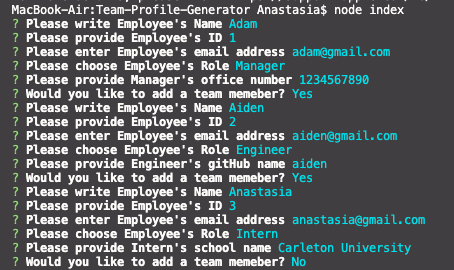 MacBook-Air:Team-Profile-Generator Anastasia$ node index
? Please write Employee's Name Adam
? Please provide Employee's ID 1
? Please enter Employee's email address adam@gmail.com
? Please choose Employee's Role Manager
? Please provide Manager's office number 1234567890
? Would you like to add a team memeber? Yes
? Please write Employee's Name Aiden
? Please provide Employee's ID 2
? Please enter Employee's email address aiden@gmail.com
? Please choose Employee's Role Engineer
? Please provide Engineer's gitHub name aiden
? Would you like to add a team memeber? Yes
? Please write Employee's Name Anastasia
? Please provide Employee's ID 3
? Please enter Employee's email address anastasia@gmail.com
? Please choose Employee's Role Intern
? Please provide Intern's school name Carleton University
? Would you like to add a team memeber? No